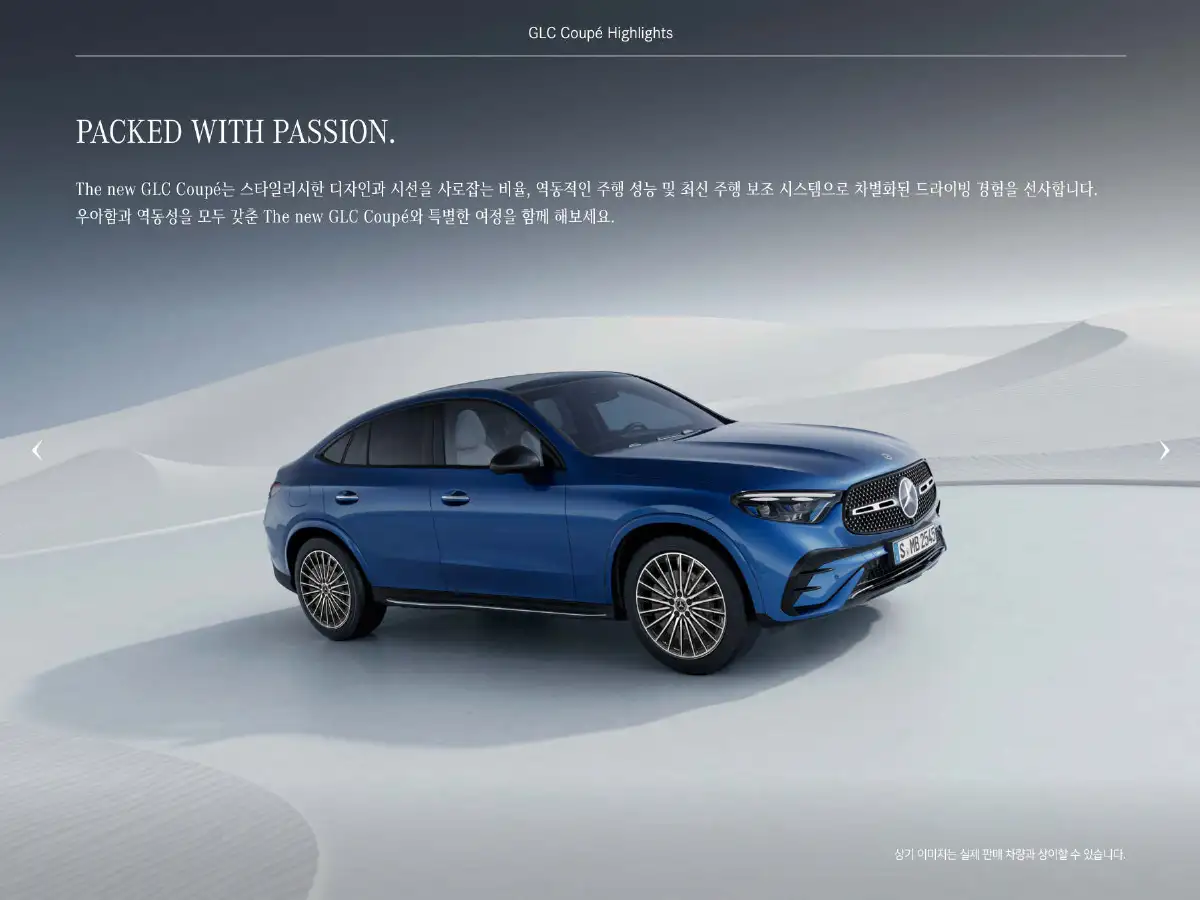 GLC Coupé Highlights
PACKED WITH PASSION.
The new GLC Coupé는 스타일리시한 디자인과 시선을 사로잡는 비율, 역동적인 주행 성능 및 최신 주행 보조 시스템으로 차별화된 드라이빙 경험을 선사합니다.
우아함과 역동성을 모두 갖춘 The new GLC Coupé와 특별한 여정을 함께 해보세요.
S MB 2545
상기 이미지는 실제 판매 차량과 상이할 수 있습니다.